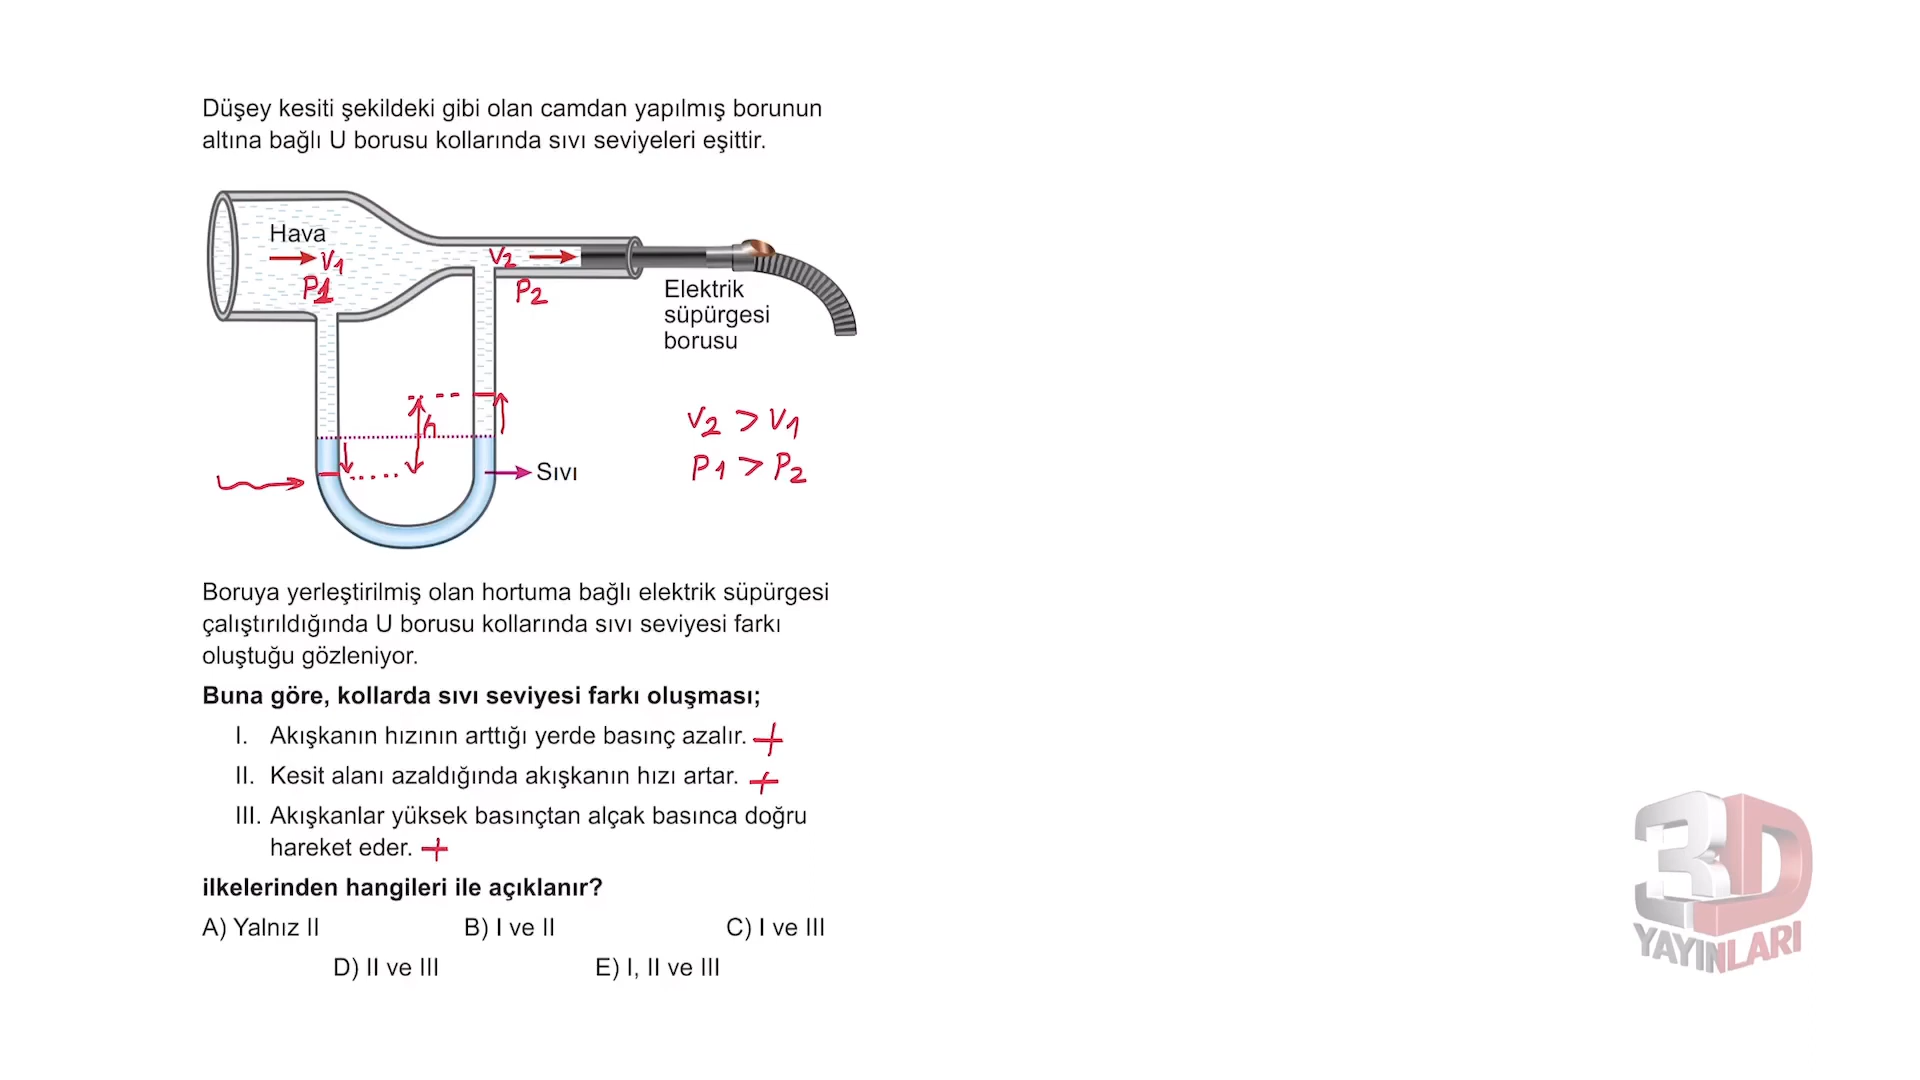 Düşey kesiti şekildeki gibi olan camdan yapılmış borunun
altına bağlı U borusu kollarında sıvı seviyeleri eşittir.
Hava
V1
P1
V2
P2
Elektrik
süpürgesi
borusu
h
V2 > V1
P1 > P2
Sıvı
Boruya yerleştirilmiş olan hortuma bağlı elektrik süpürgesi
çalıştırıldığında U borusu kollarında sıvı seviyesi farkı
oluştuğu gözleniyor.
Buna göre, kollarda sıvı seviyesi farkı oluşması;
I. Akışkanın hızının arttığı yerde basınç azalır. +
II. Kesit alanı azaldığında akışkanın hızı artar. +
III. Akışkanlar yüksek basınçtan alçak basınca doğru
hareket eder. +
ilkelerinden hangileri ile açıklanır?
A) Yalnız II B) I ve II C) I ve III
D) II ve III E) I, II ve III
3D
YAYINLARI